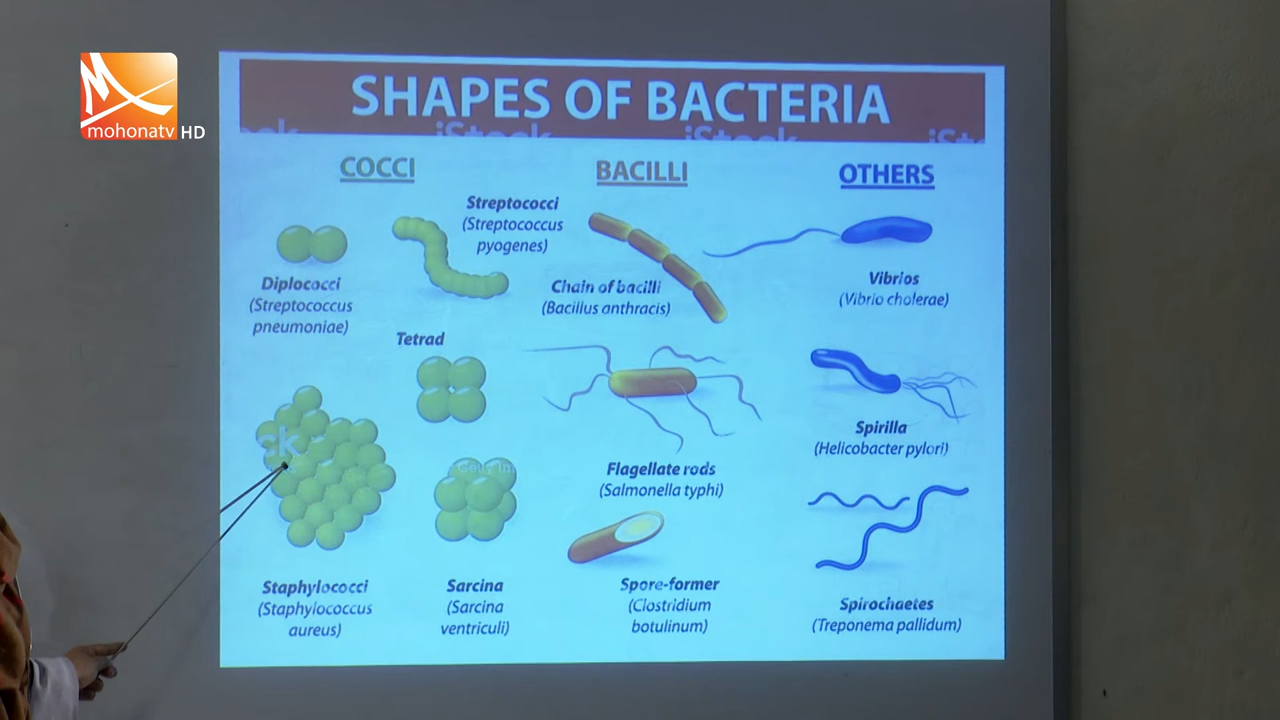 mohonatv HD
SHAPES OF BACTERIA
iStock
iStock
COCCI
BACILLI
OTHERS
Diplococci
(Streptococcus
pneumoniae)
Streptococci
(Streptococcus
pyogenes)
Chain of bacilli
(Bacillus anthracis)
Vibrios
(Vibrio cholerae)
Tetrad
Flagellate rods
(Salmonella typhi)
Spirilla
(Helicobacter pylori)
Staphylococci
(Staphylococcus
aureus)
Sarcina
(Sarcina
ventriculi)
Spore-former
(Clostridium
botulinum)
Spirochaetes
(Treponema pallidum)